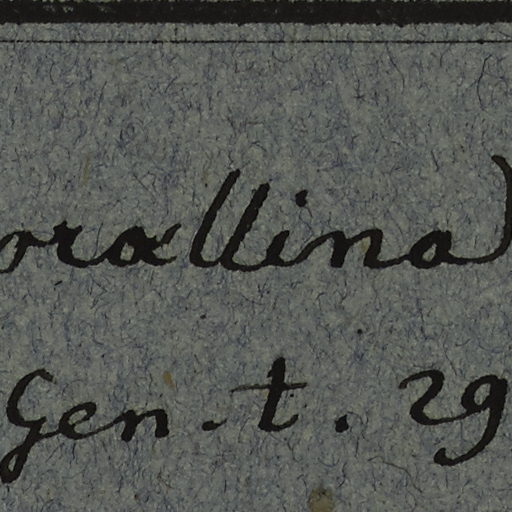 orallina)
Gen. t. 29